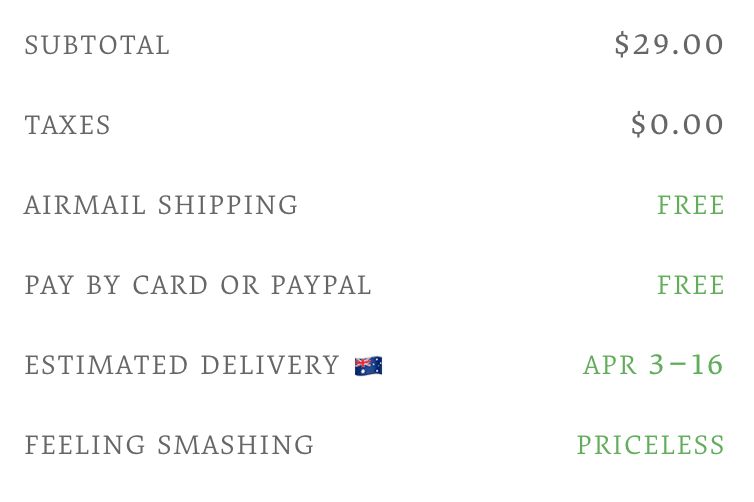 SUBTOTAL $29.00
TAXES $0.00
AIRMAIL SHIPPING FREE
PAY BY CARD OR PAYPAL FREE
ESTIMATED DELIVERY 🇦🇺 APR 3–16
FEELING SMASHING PRICELESS